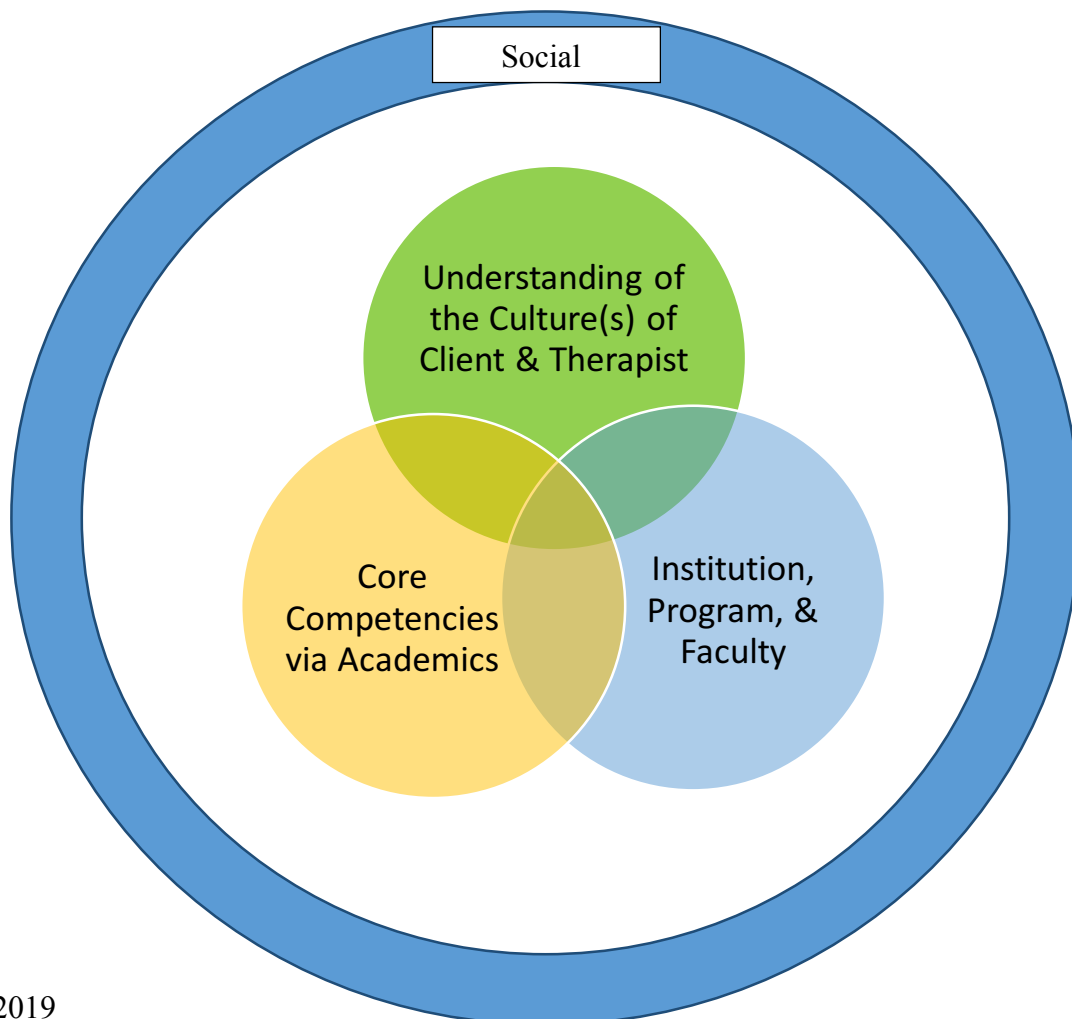 Social
Understanding of
the Culture(s) of
Client & Therapist
Core
Competencies
via Academics
Institution,
Program, &
Faculty
2019